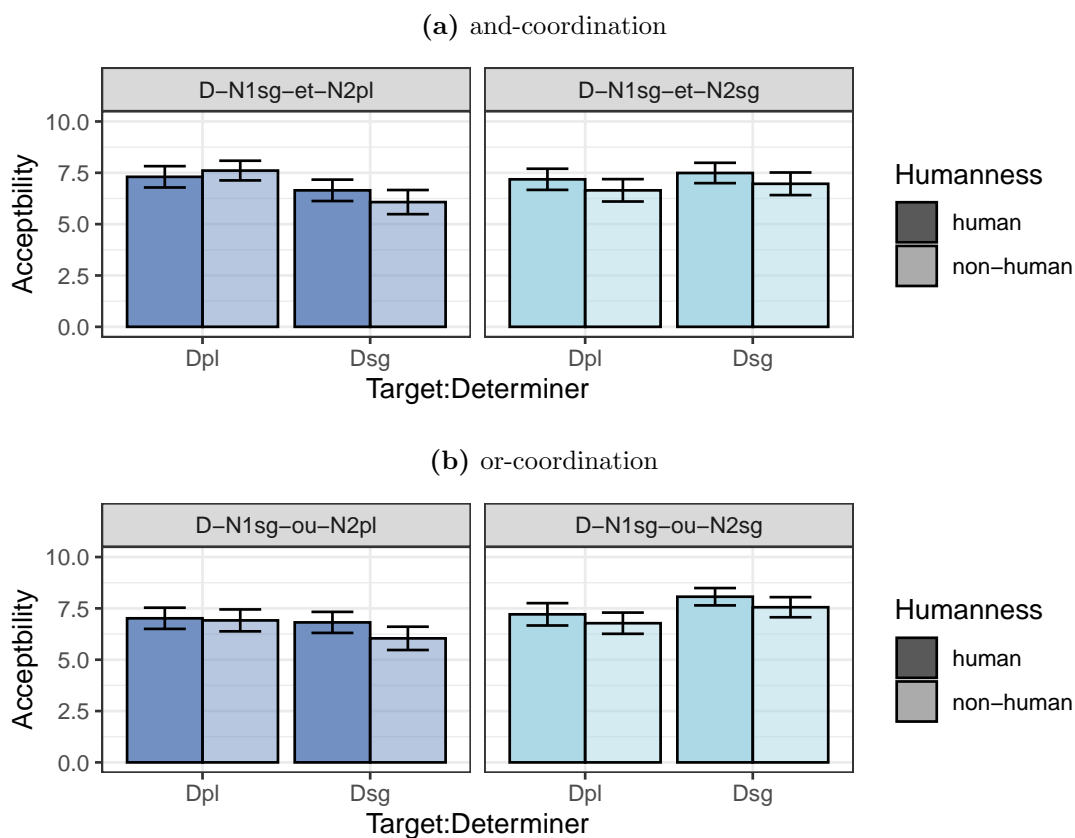 (a) and-coordination
D−N1sg−et−N2pl
D−N1sg−et−N2sg
10.0
7.5
5.0
2.5
0.0
Acceptbility
Dpl
Dsg
Dpl
Dsg
Target:Determiner
Humanness
human
non−human
(b) or-coordination
D−N1sg−ou−N2pl
D−N1sg−ou−N2sg
10.0
7.5
5.0
2.5
0.0
Acceptbility
Dpl
Dsg
Dpl
Dsg
Target:Determiner
Humanness
human
non−human